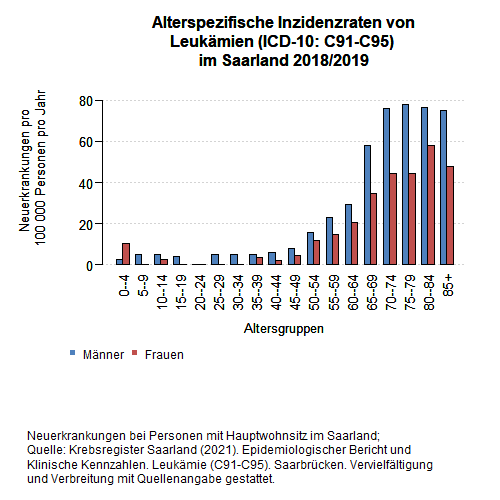 Alterspezifische Inzidenzraten von
Leukämien (ICD-10: C91-C95)
im Saarland 2018/2019
Neuerkrankungen pro
100 000 Personen pro Jahr
80
60
40
20
0
0--4
5--9
10--14
15--19
20--24
25--29
30--34
35--39
40--44
45--49
50--54
55--59
60--64
65--69
70--74
75--79
80--84
85+
Altersgruppen
Männer Frauen
Neuerkrankungen bei Personen mit Hauptwohnsitz im Saarland;
Quelle: Krebsregister Saarland (2021). Epidemiologischer Bericht und
Klinische Kennzahlen. Leukämie (C91-C95). Saarbrücken. Vervielfältigung
und Verbreitung mit Quellenangabe gestattet.